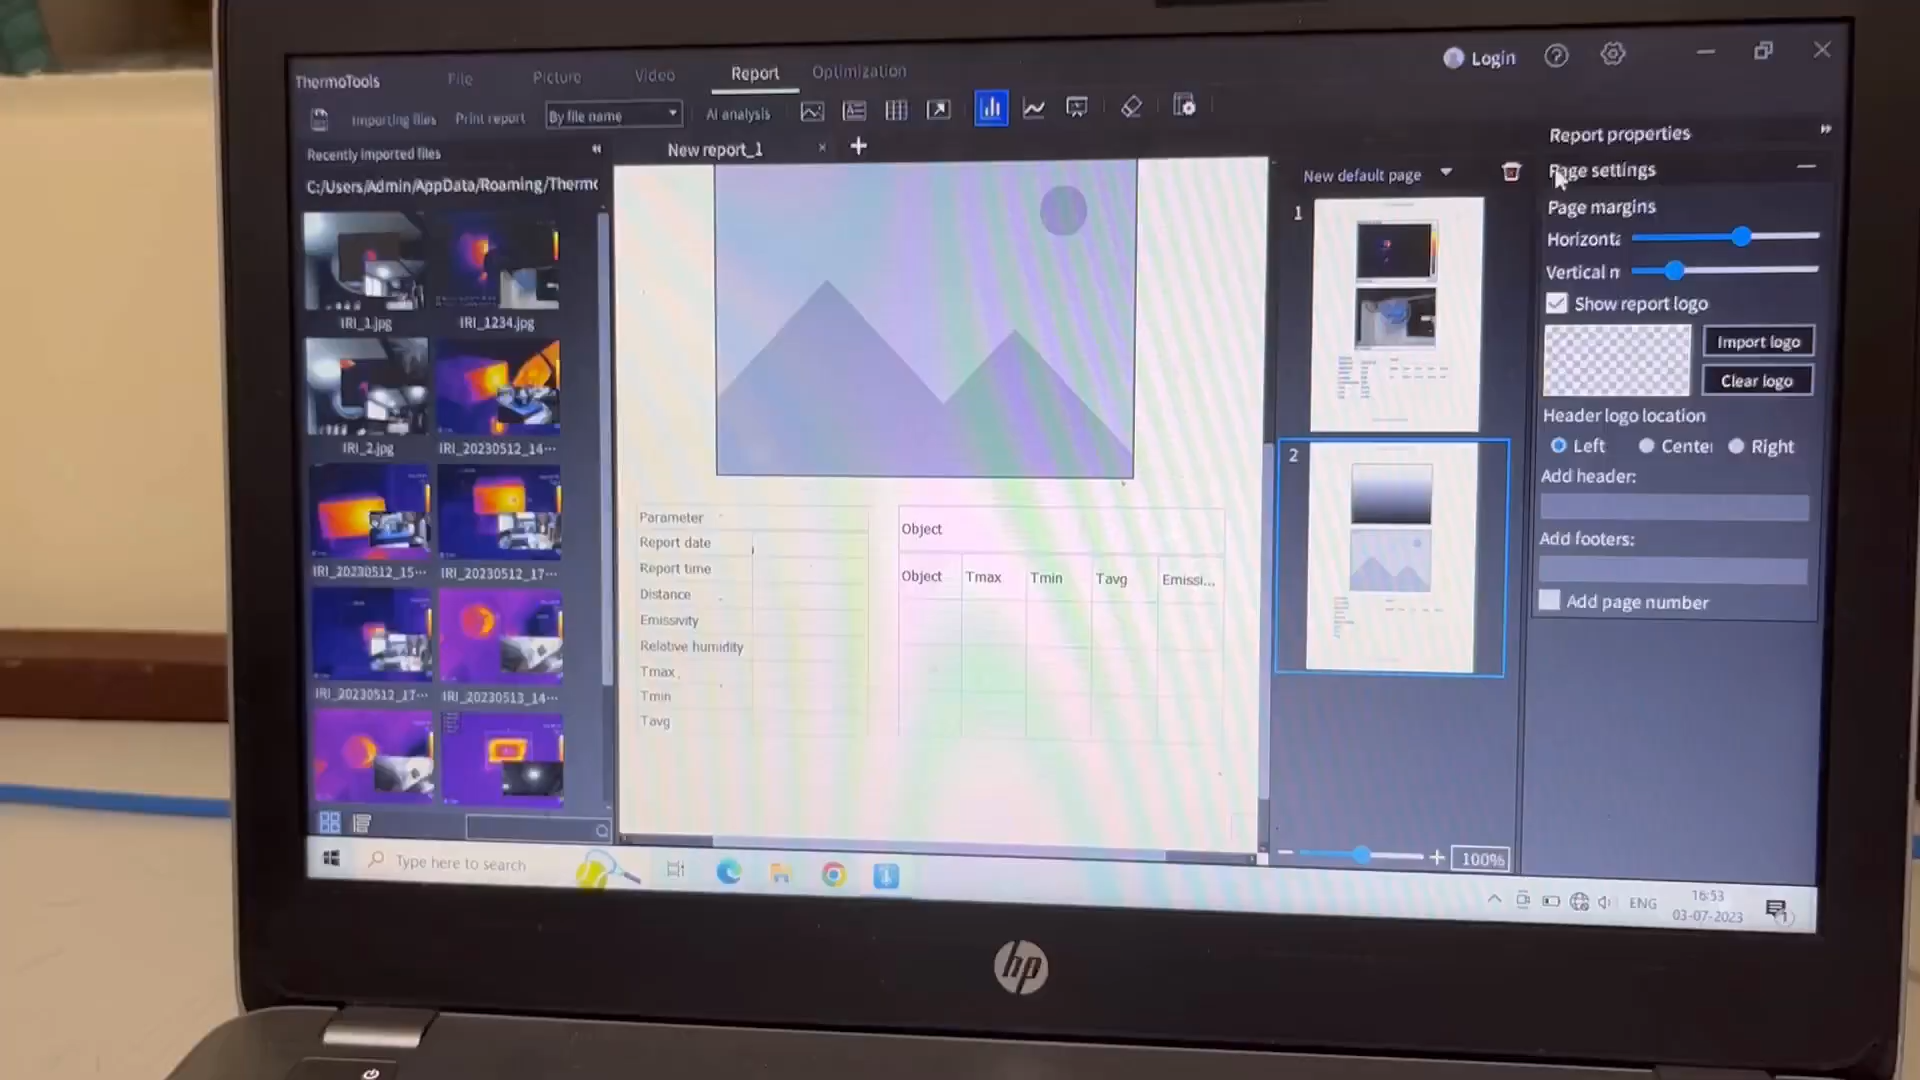 ThermoTools
File
Picture
Video
Report
Optimization
Login
Importing files
Print report
By file name
AI analysis
Recently imported files
New report_1
C:/Users/Admin/AppData/Roaming/Thermo
IRI_1.jpg
IRI_1234.jpg
IRI_2.jpg
IRI_20230512_14...
IRI_20230512_15...
IRI_20230512_17...
IRI_20230512_17...
IRI_20230513_14...
Parameter
Report date
Report time
Distance
Emissivity
Relative humidity
Tmax
Tmin
Tavg
Object
Object Tmax Tmin Tavg Emissi...
New default page
1
2
100%
Report properties
Page settings
Page margins
Horizonta
Vertical m
Show report logo
Import logo
Clear logo
Header logo location
Left Center Right
Add header:
Add footers:
Add page number
Type here to search
ENG
16:53
03-07-2023
1
hp